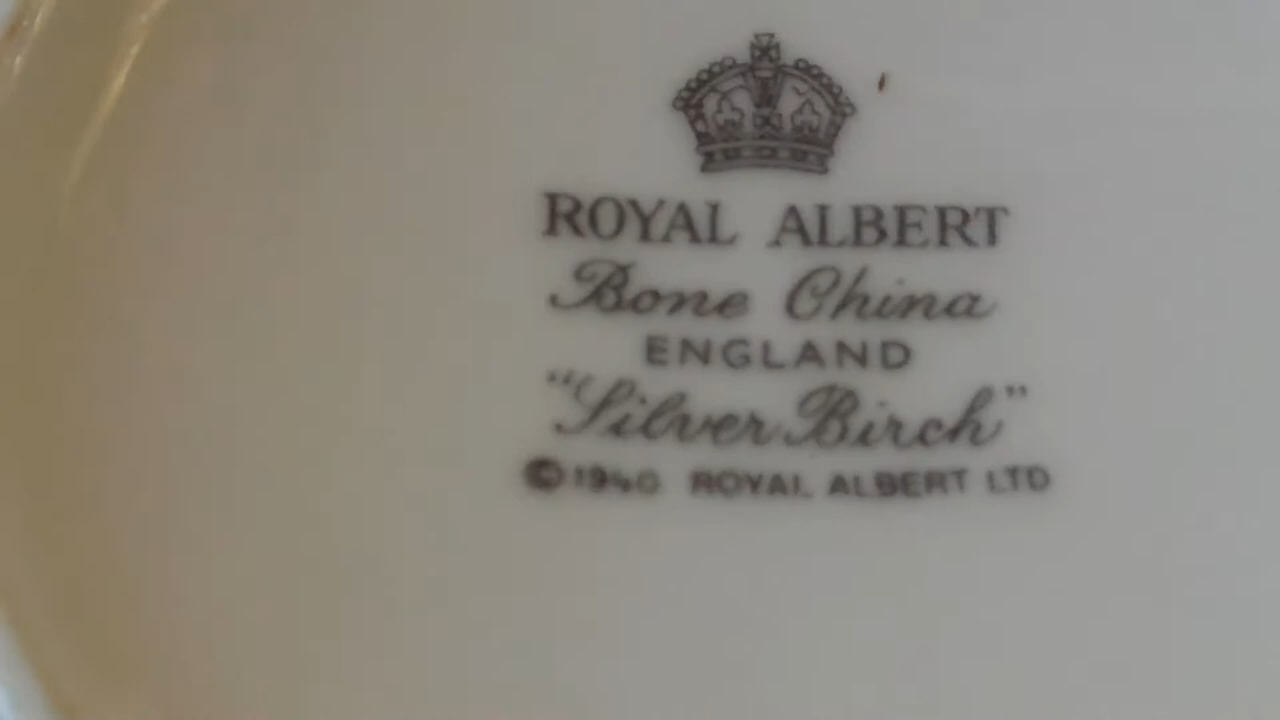 ROYAL ALBERT
Bone China
ENGLAND
"Silver Birch"
©1940 ROYAL ALBERT LTD